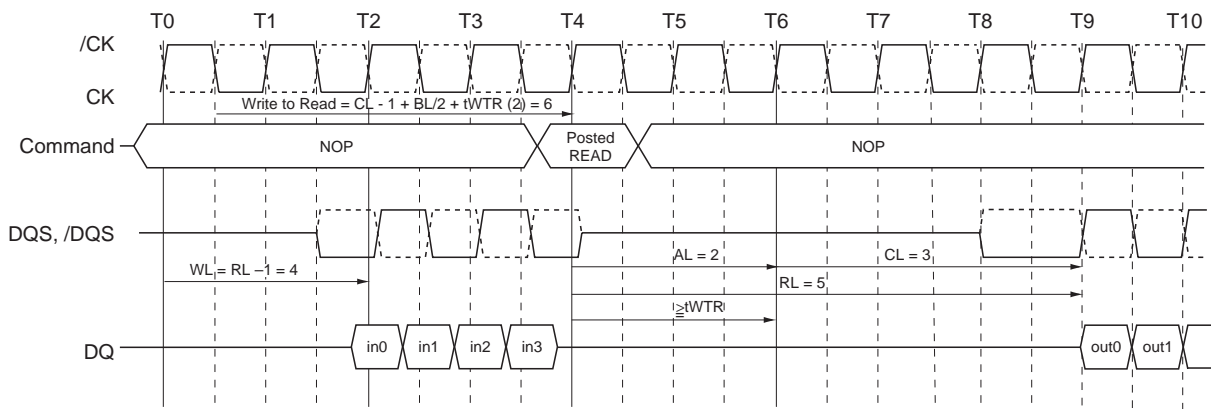 T0 T1 T2 T3 T4 T5 T6 T7 T8 T9 T10
/CK
CK
Write to Read = CL - 1 + BL/2 + tWTR (2) = 6
Command
NOP
Posted
READ
NOP
DQS, /DQS
AL = 2
CL = 3
WL = RL –1 = 4
RL = 5
≧tWTR
DQ
in0 in1 in2 in3
out0 out1